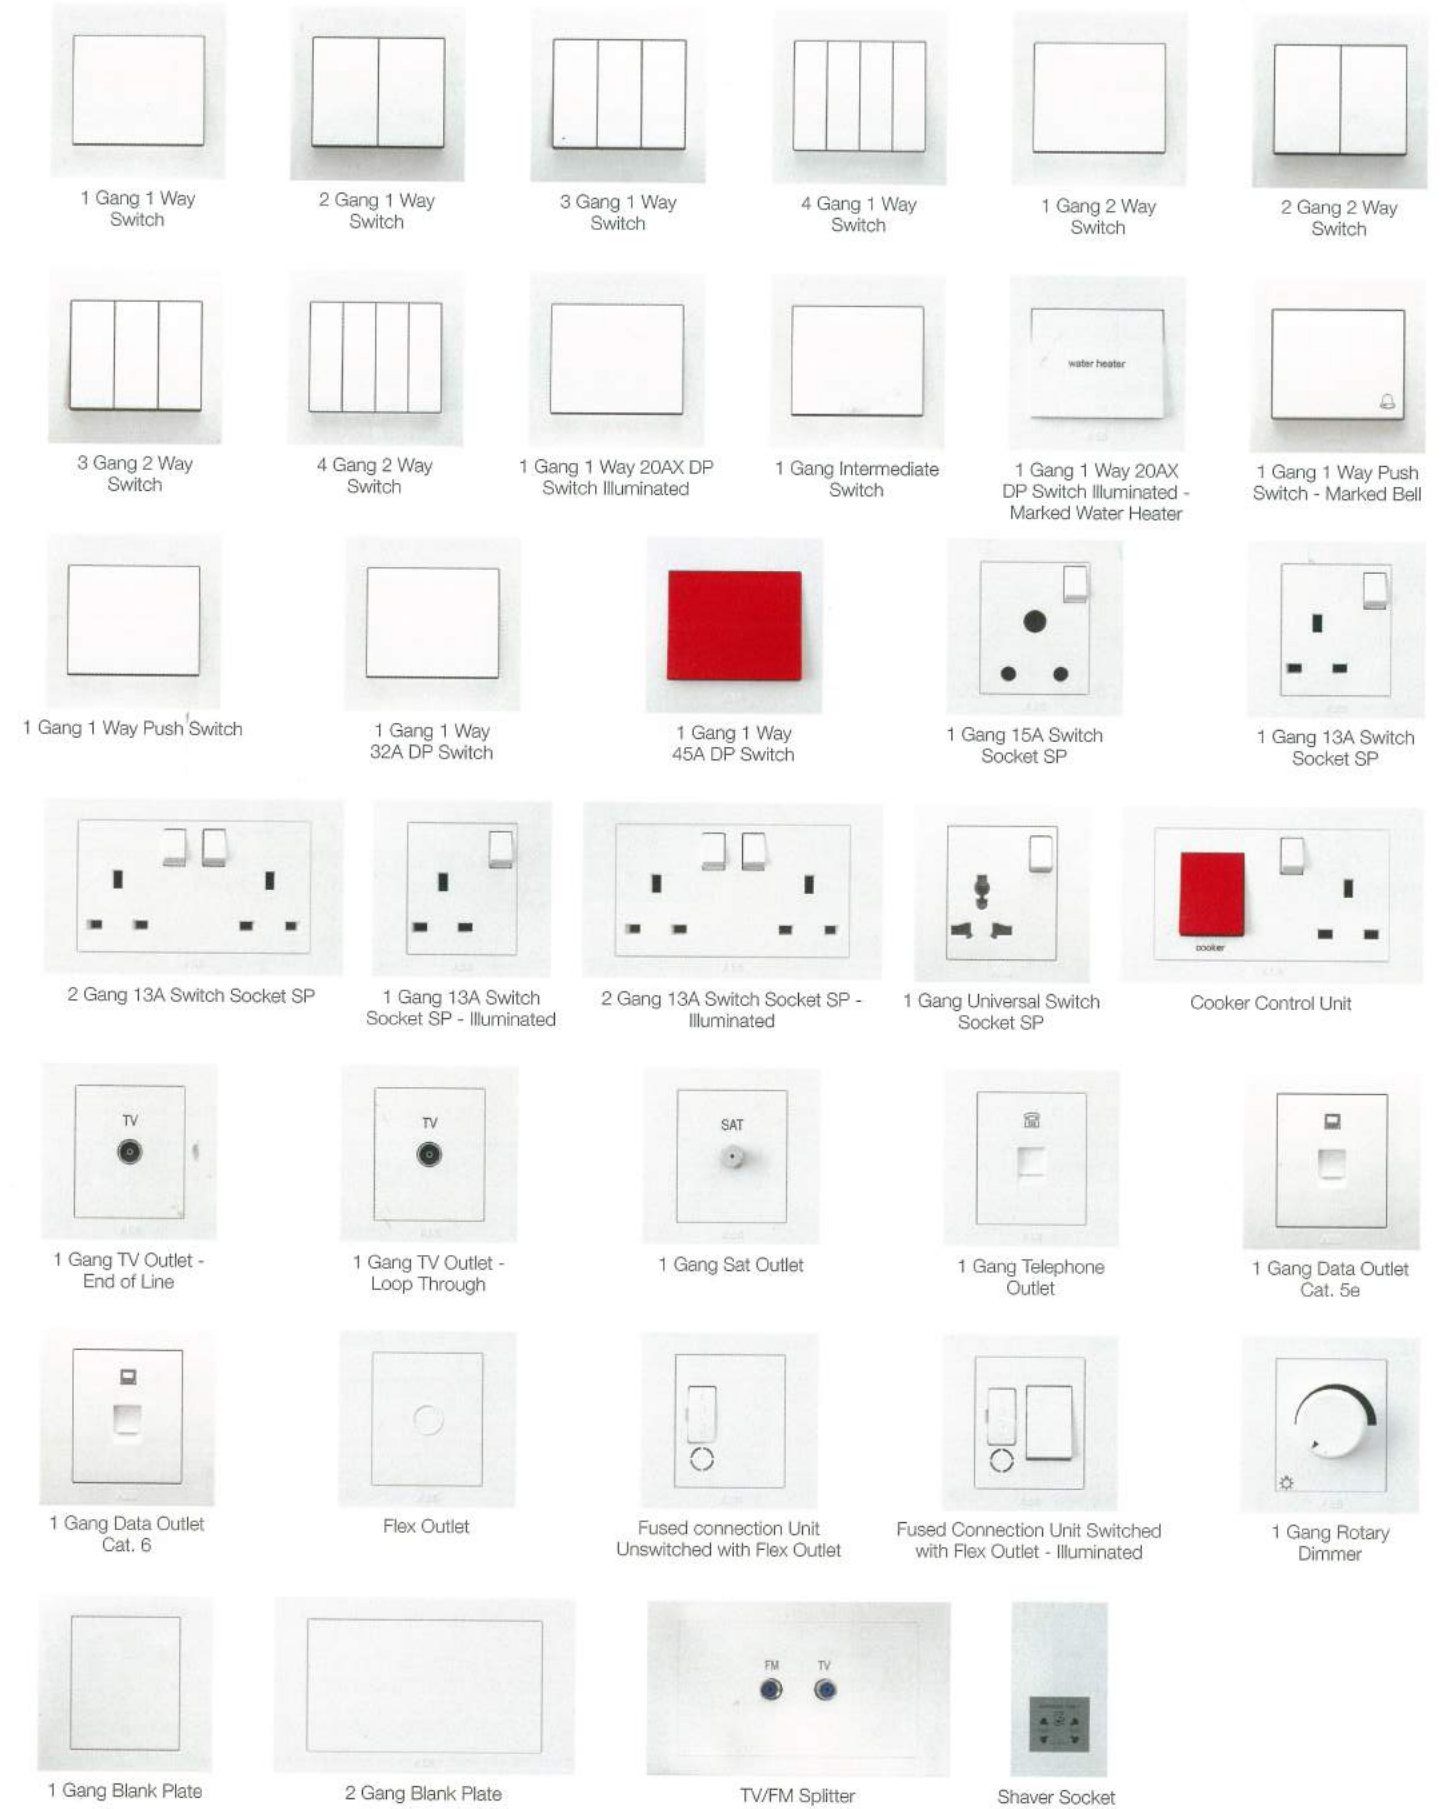 1 Gang 1 Way
Switch
2 Gang 1 Way
Switch
3 Gang 1 Way
Switch
4 Gang 1 Way
Switch
1 Gang 2 Way
Switch
2 Gang 2 Way
Switch
water heater
3 Gang 2 Way
Switch
4 Gang 2 Way
Switch
1 Gang 1 Way 20AX DP
Switch Illuminated
1 Gang Intermediate
Switch
1 Gang 1 Way 20AX
DP Switch Illuminated -
Marked Water Heater
1 Gang 1 Way Push
Switch - Marked Bell
1 Gang 1 Way Push Switch
1 Gang 1 Way
32A DP Switch
1 Gang 1 Way
45A DP Switch
1 Gang 15A Switch
Socket SP
1 Gang 13A Switch
Socket SP
cooker
2 Gang 13A Switch Socket SP
1 Gang 13A Switch
Socket SP - Illuminated
2 Gang 13A Switch Socket SP -
Illuminated
1 Gang Universal Switch
Socket SP
Cooker Control Unit
TV
TV
SAT
1 Gang TV Outlet -
End of Line
1 Gang TV Outlet -
Loop Through
1 Gang Sat Outlet
1 Gang Telephone
Outlet
1 Gang Data Outlet
Cat. 5e
1 Gang Data Outlet
Cat. 6
Flex Outlet
Fused connection Unit
Unswitched with Flex Outlet
Fused Connection Unit Switched
with Flex Outlet - Illuminated
1 Gang Rotary
Dimmer
FM
TV
1 Gang Blank Plate
2 Gang Blank Plate
TV/FM Splitter
Shaver Socket